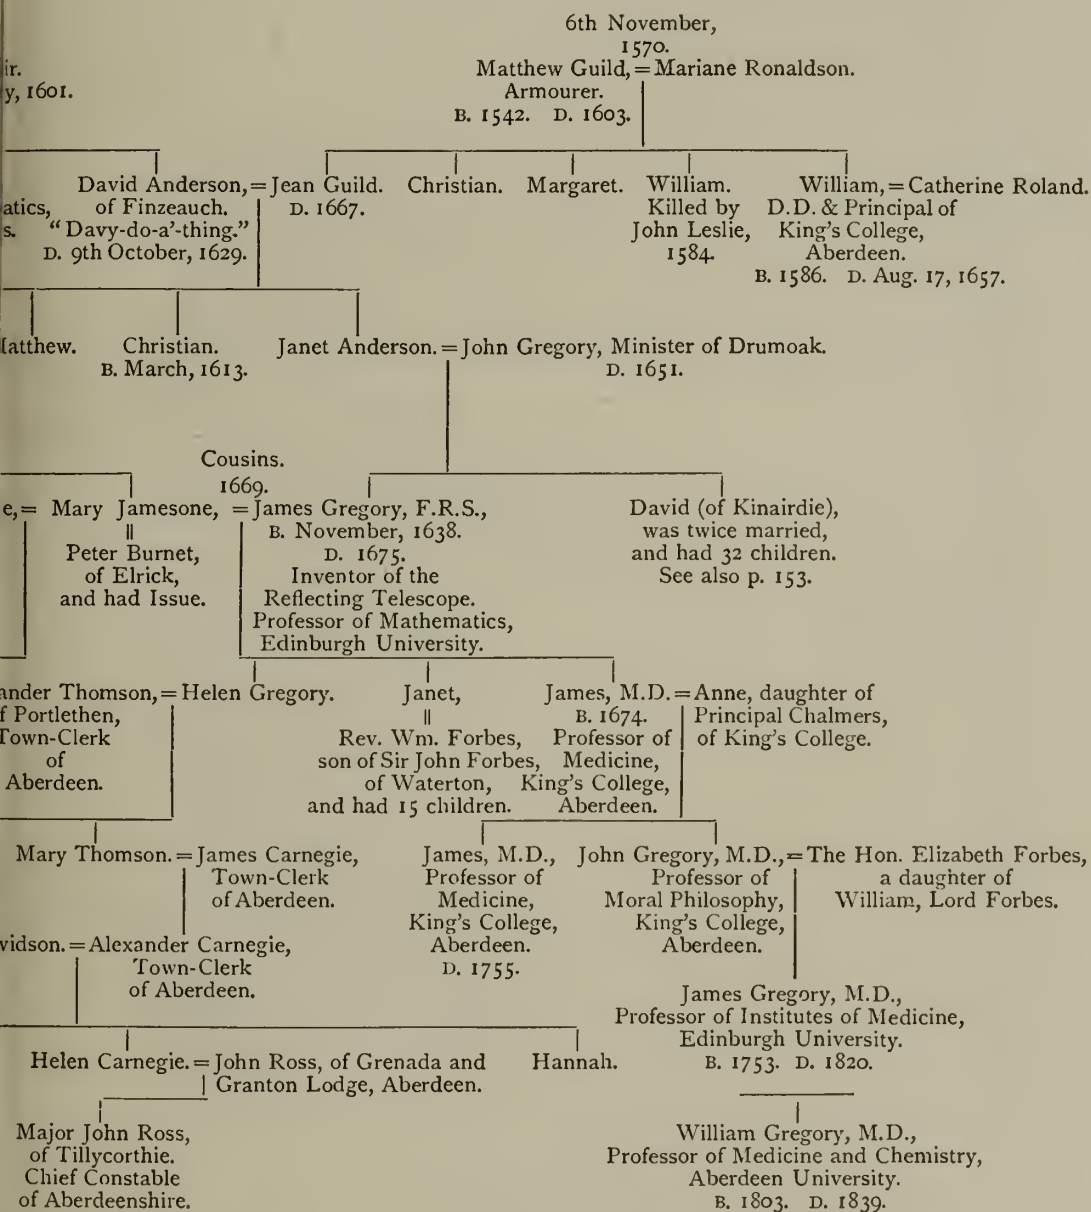 6th November,
1570.
ir.
y, 1601.
Matthew Guild, = Mariane Ronaldson.
Armourer.
B. 1542. D. 1603.
David Anderson, = Jean Guild. Christian. Margaret. William. William, = Catherine Roland.
atics, of Finzeauch. D. 1667. Killed by D.D. & Principal of
s. "Davy-do-a'-thing." John Leslie, King's College,
D. 9th October, 1629. 1584. Aberdeen.
B. 1586. D. Aug. 17, 1657.
atthew. Christian. Janet Anderson. = John Gregory, Minister of Drumoak.
B. March, 1613. D. 1651.
Cousins.
1669.
e, = Mary Jamesone, = James Gregory, F.R.S., David (of Kinairdie),
|| B. November, 1638. was twice married,
Peter Burnet, D. 1675. and had 32 children.
of Elrick, Inventor of the See also p. 153.
and had Issue. Reflecting Telescope.
Professor of Mathematics,
Edinburgh University.
ander Thomson, = Helen Gregory. Janet, James, M.D. = Anne, daughter of
f Portlethen, || B. 1674. Principal Chalmers,
Town-Clerk Rev. Wm. Forbes, Professor of of King's College.
of son of Sir John Forbes, Medicine,
Aberdeen. of Waterton, King's College,
and had 15 children. Aberdeen.
Mary Thomson. = James Carnegie, James, M.D., John Gregory, M.D., = The Hon. Elizabeth Forbes,
Town-Clerk Professor of Professor of a daughter of
of Aberdeen. Medicine, Moral Philosophy, William, Lord Forbes.
King's College, King's College,
vidson. = Alexander Carnegie, Aberdeen. Aberdeen.
Town-Clerk D. 1755.
of Aberdeen.
James Gregory, M.D.,
Professor of Institutes of Medicine,
Edinburgh University.
Helen Carnegie. = John Ross, of Grenada and Hannah. B. 1753. D. 1820.
Granton Lodge, Aberdeen.
Major John Ross, William Gregory, M.D.,
of Tillycorthie. Professor of Medicine and Chemistry,
Chief Constable Aberdeen University.
of Aberdeenshire. B. 1803. D. 1839.